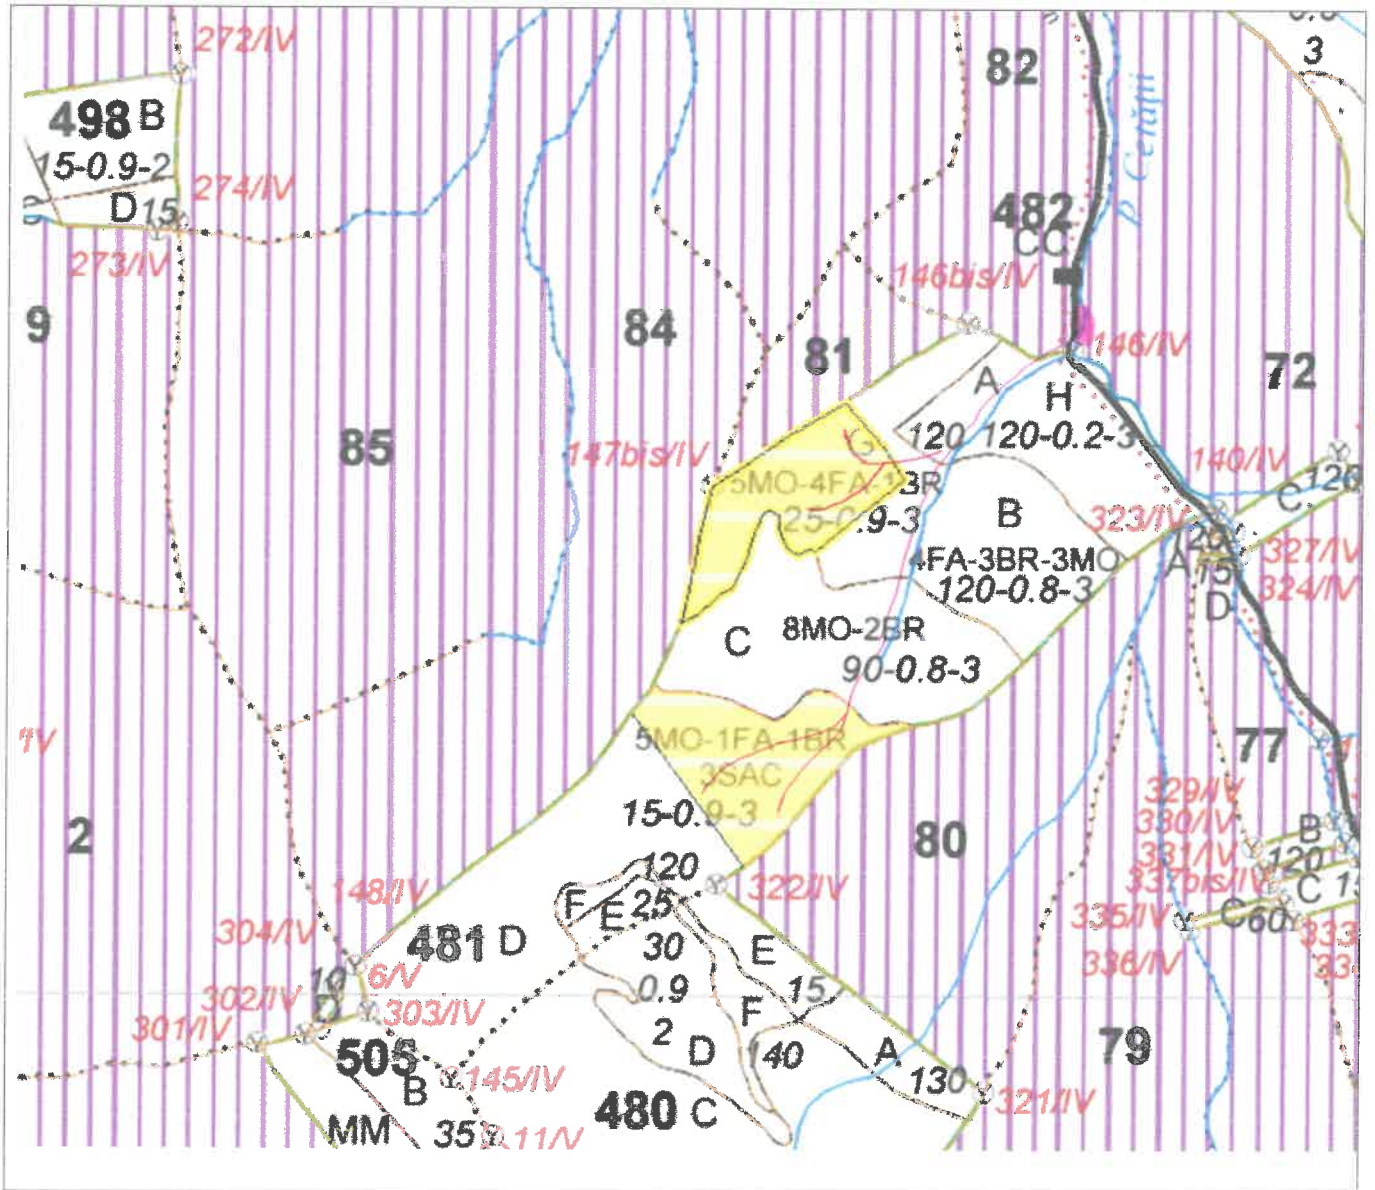 272/IV
82
3
498 B
15-0.9-2
p. Cetății
274/IV
D 15
482
CC
273/IV
146bis/IV
9
84
81
146/IV
72
A
H
120
120-0.2-3
85
G
147bis/IV
140/IV
120
5MO-4FA-1BR
C
25-0.9-3
B
323/IV
20
327/IV
4FA-3BR-3MO
A
15
120-0.8-3
324/IV
D
C
8MO-2BR
90-0.8-3
5MO-1FA-1BR
77
3SAC
329/IV
15-0.9-3
330/IV
B
2
80
331/IV
120
120
337bis/IV
C
148/IV
322/IV
F
E
25
335/IV
C
60
304/IV
481 D
30
E
336/IV
10
6/V
302/IV
D
303/IV
0.9
15
301/IV
2
F
505
D
140
A
79
B
145/IV
130
321/IV
480 C
MM
35
11/V